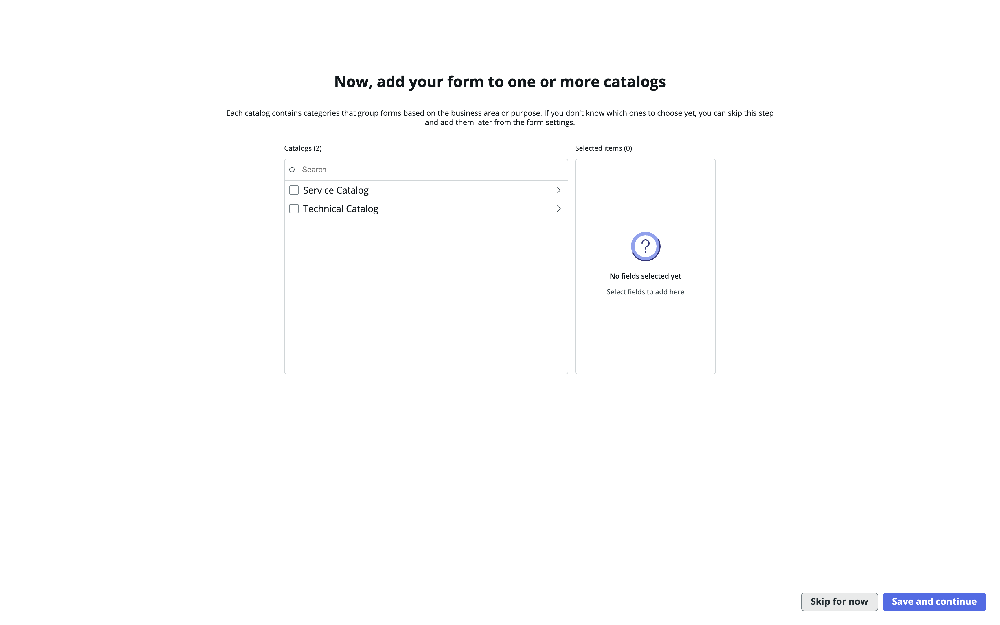 Now, add your form to one or more catalogs
Each catalog contains categories that group forms based on the business area or purpose. If you don't know which ones to choose yet, you can skip this step
and add them later from the form settings.
Catalogs (2)
Selected items (0)
Search
Service Catalog
Technical Catalog
?
No fields selected yet
Select fields to add here
Skip for now
Save and continue